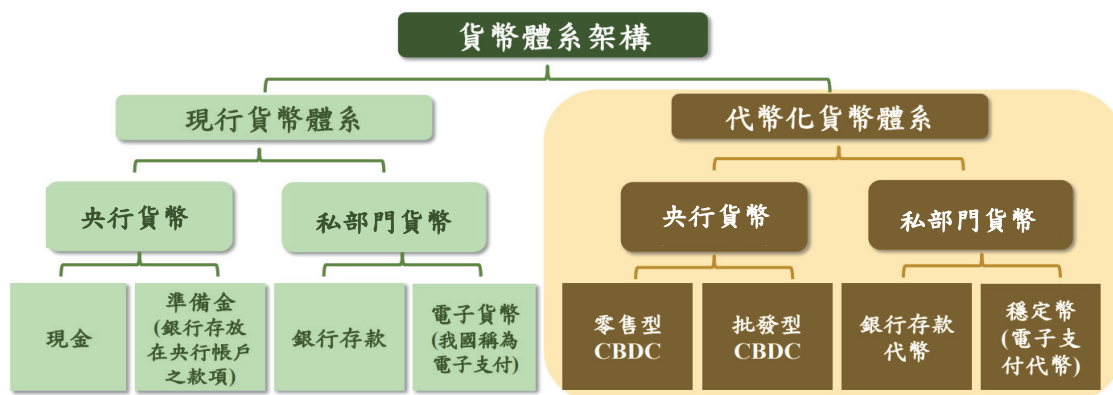 貨幣體系架構
現行貨幣體系
代幣化貨幣體系
央行貨幣
私部門貨幣
央行貨幣
私部門貨幣
現金
準備金
(銀行存放
在央行帳戶
之款項)
銀行存款
電子貨幣
(我國稱為
電子支付)
零售型
CBDC
批發型
CBDC
銀行存款
代幣
穩定幣
(電子支
付代幣)